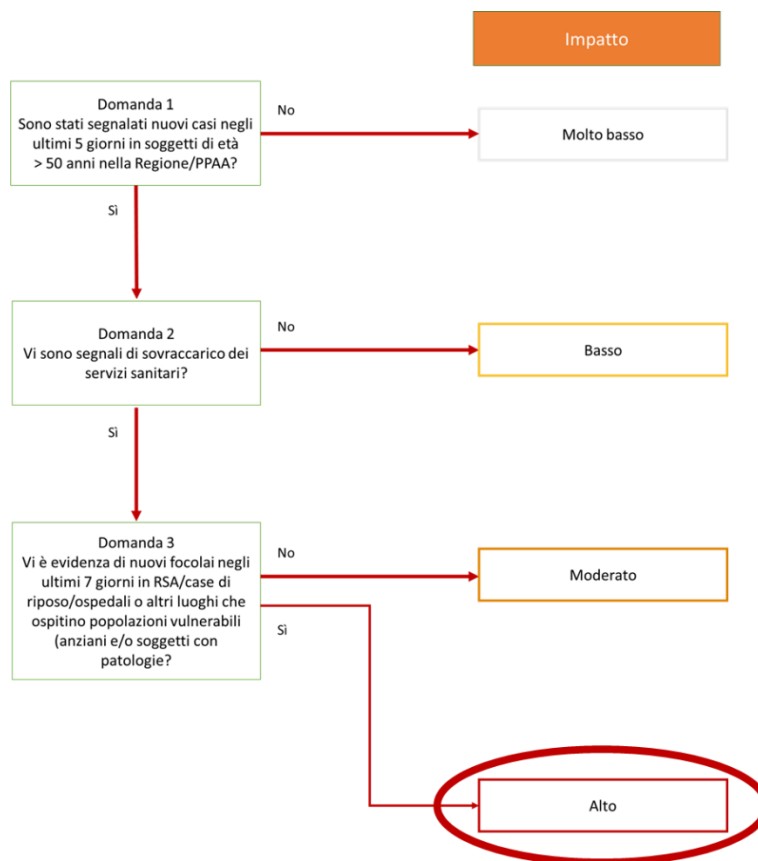 Impatto
Domanda 1
Sono stati segnalati nuovi casi negli
ultimi 5 giorni in soggetti di età
> 50 anni nella Regione/PPAA?
No
Molto basso
Sì
Domanda 2
Vi sono segnali di sovraccarico dei
servizi sanitari?
No
Basso
Sì
Domanda 3
Vi è evidenza di nuovi focolai negli
ultimi 7 giorni in RSA/case di
riposo/ospedali o altri luoghi che
ospitino popolazioni vulnerabili
(anziani e/o soggetti con
patologie?
No
Moderato
Sì
Alto